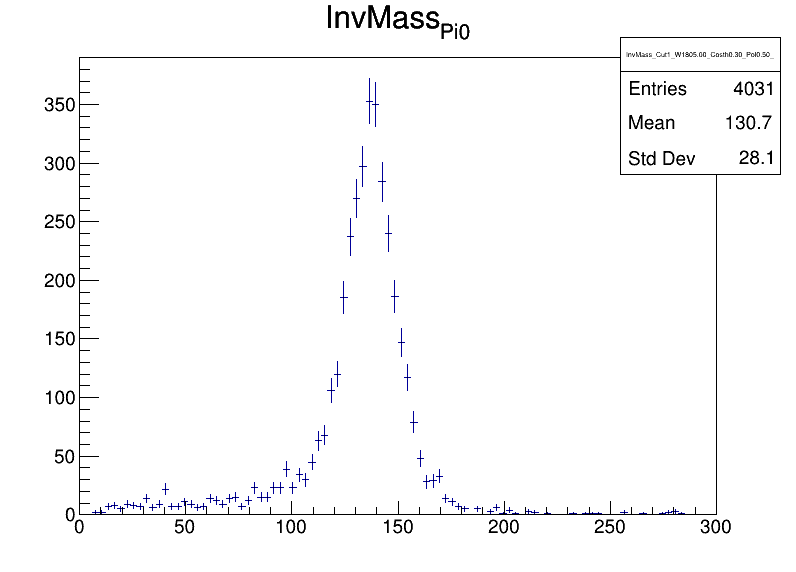 InvMass_Pi0
InvMass_Cut1_W1805.00_Costh0.30_Pol0.50_
Entries 4031
Mean 130.7
Std Dev 28.1
350
300
250
200
150
100
50
0
0 50 100 150 200 250 300